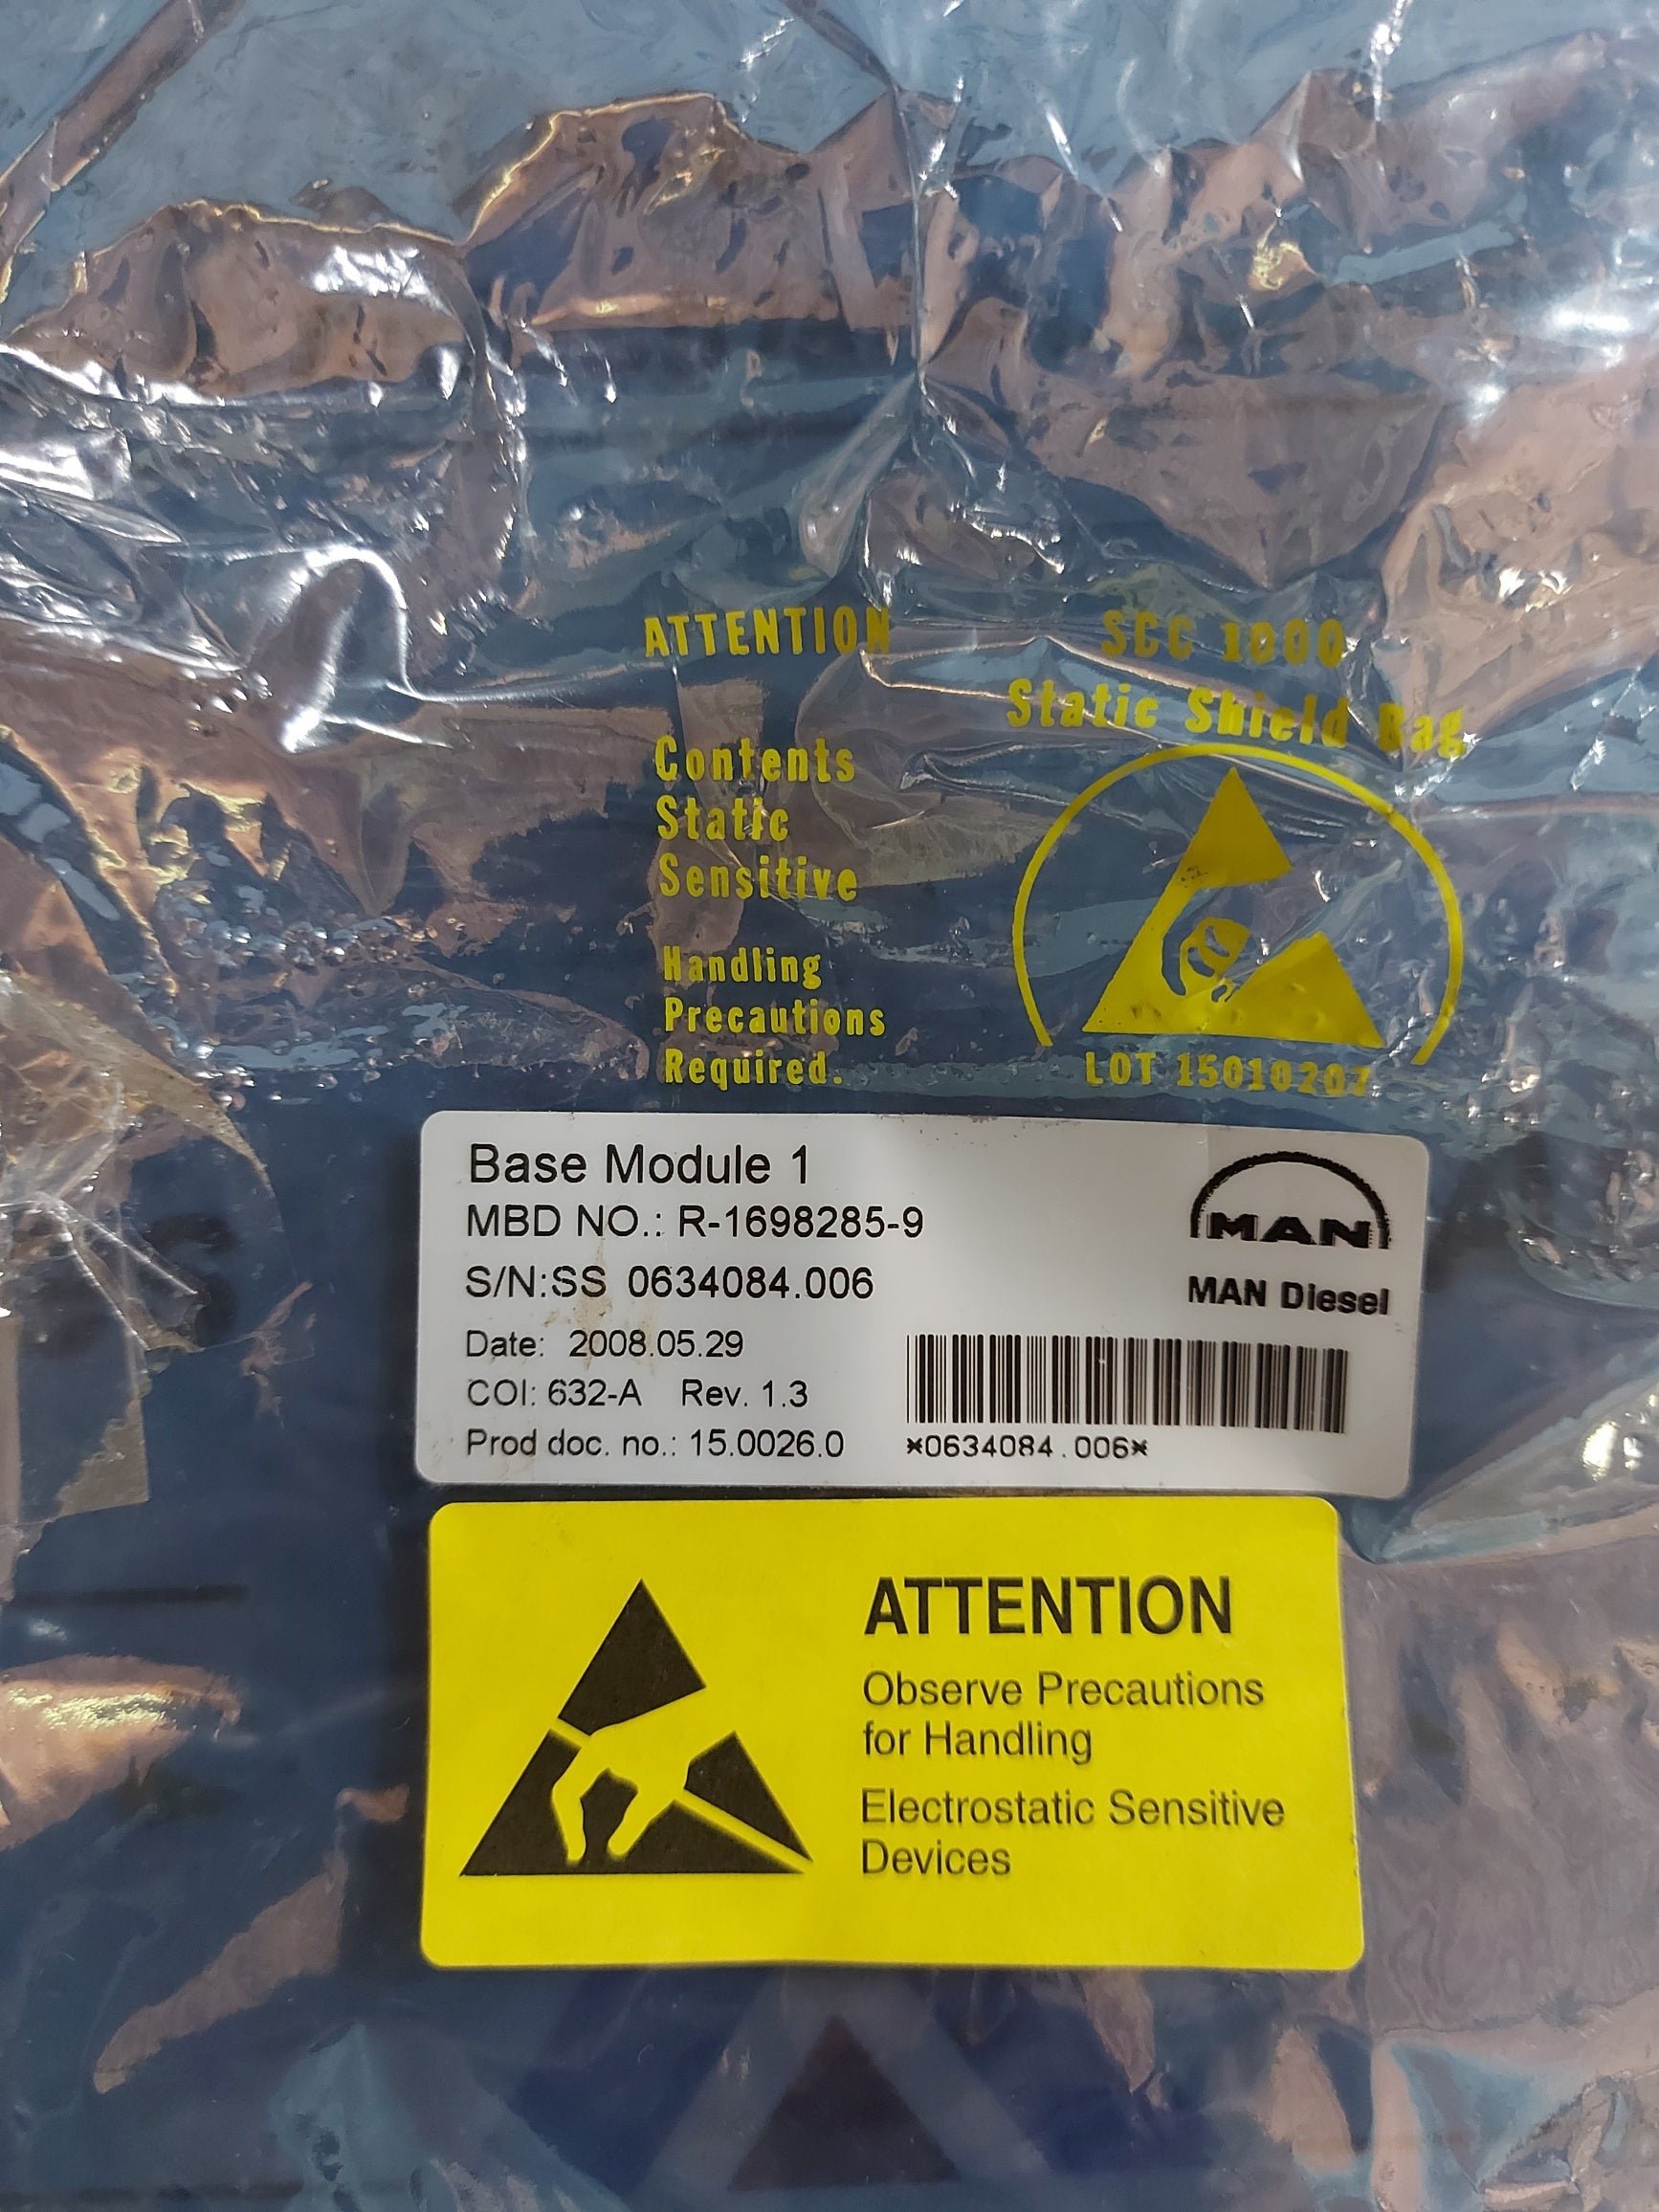 ATTENTION
Contents
Static
Sensitive
Handling
Precautions
Required.
SCC 1000
Static Shield Bag
LOT 15010207
Base Module 1
MBD NO.: R-1698285-9
S/N:SS 0634084.006
Date: 2008.05.29
COI: 632-A Rev. 1.3
Prod doc. no.: 15.0026.0
MAN
MAN Diesel
*0634084.006*
ATTENTION
Observe Precautions
for Handling
Electrostatic Sensitive
Devices